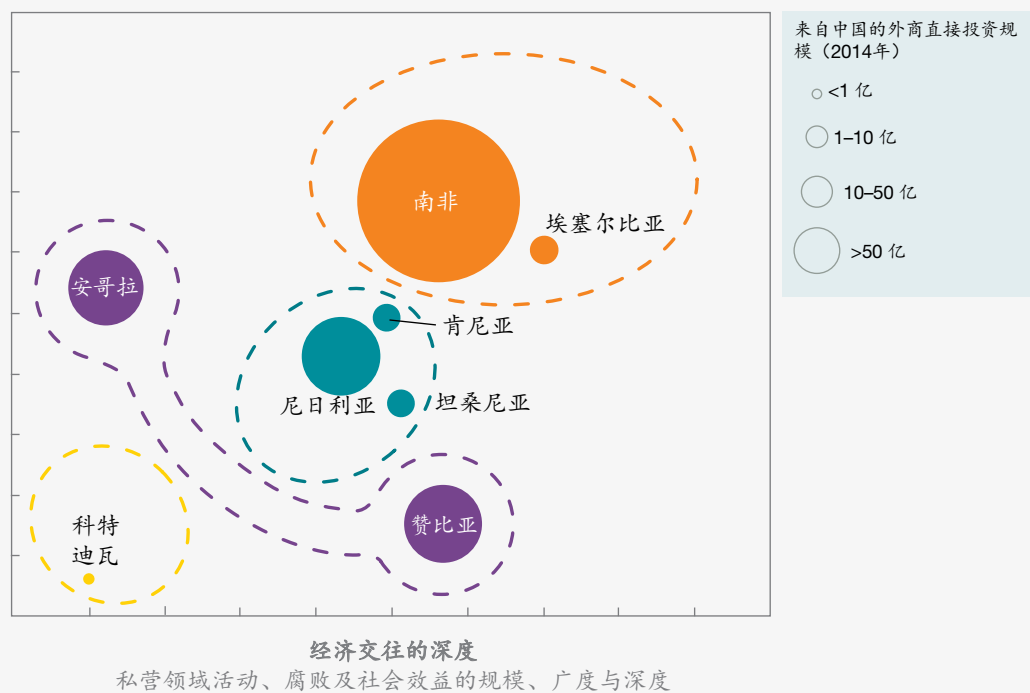 来自中国的外商直接投资规
模（2014年）
<1 亿
1–10 亿
10–50 亿
>50 亿
南非
埃塞尔比亚
安哥拉
肯尼亚
尼日利亚
坦桑尼亚
科特
迪瓦
赞比亚
经济交往的深度
私营领域活动、腐败及社会效益的规模、广度与深度